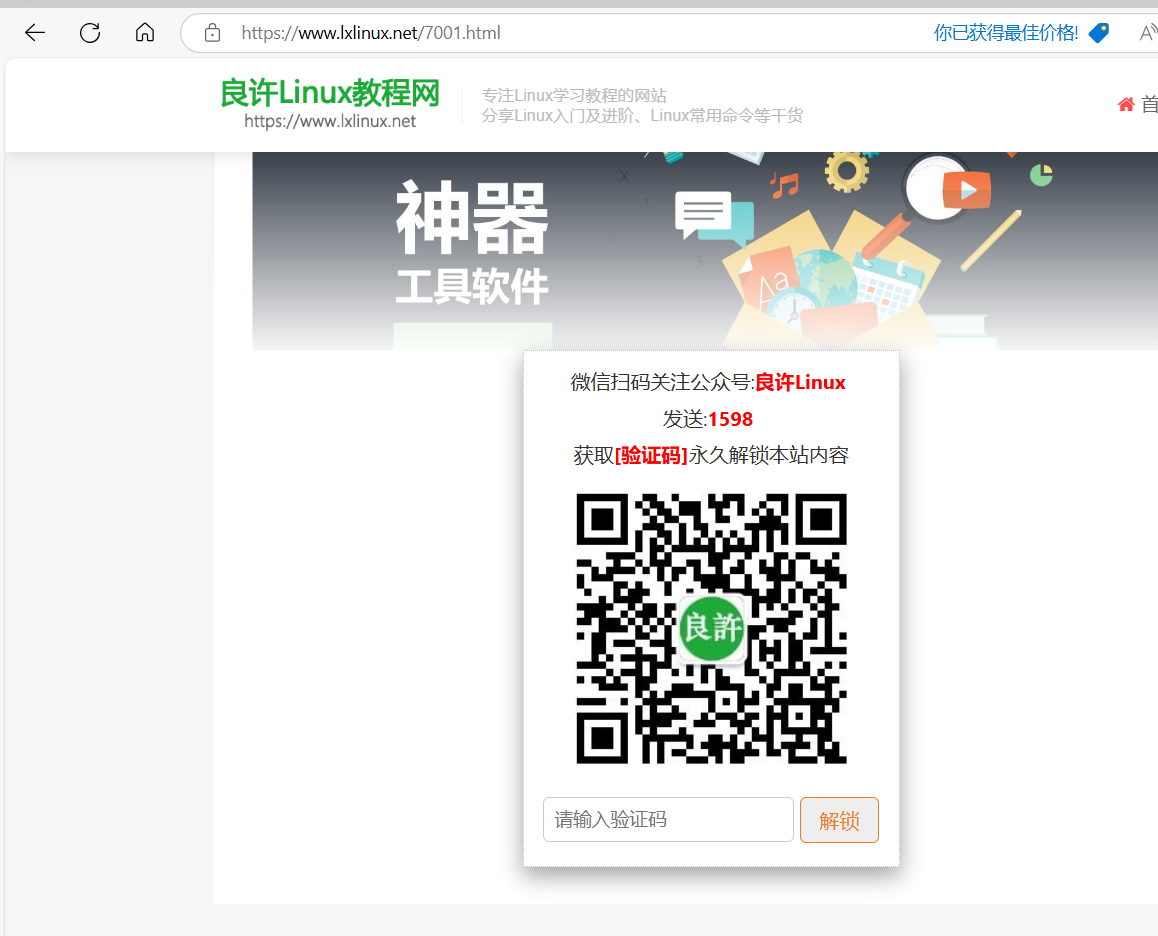 https://www.lxlinux.net/7001.html
你已获得最佳价格!
A
良许Linux教程网
https://www.lxlinux.net
专注Linux学习教程的网站
分享Linux入门及进阶、Linux常用命令等干货
首
神器
工具软件
Aa
X
3
微信扫码关注公众号:良许Linux
发送:1598
获取[验证码]永久解锁本站内容
良許
请输入验证码
解锁